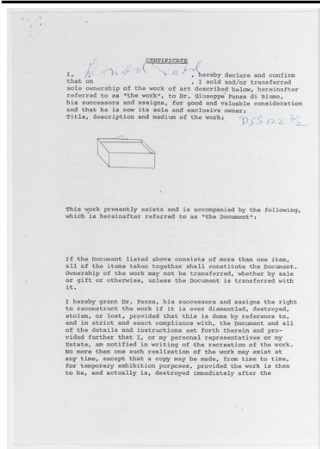 CERTIFICATE
I, Donald Judd, hereby declare and confirm
that on , I sold and/or transferred
sole ownership of the work of art described below, hereinafter
referred to as "the work", to Dr. Giuseppe Panza di Biumo,
his successors and assigns, for good and valuable consideration
and that he is now its sole and exclusive owner:
Title, description and medium of the work: DSS 122 2/2
This work presently exists and is accompanied by the following,
which is hereinafter referred to as "the Document":
If the Document listed above consists of more than one item,
all of the items taken together shall constitute the Document.
Ownership of the work may not be transferred, whether by sale
or gift or otherwise, unless the Document is transferred with
it.
I hereby grant Dr. Panza, his successors and assigns the right
to reconstruct the work if it is ever dismantled, destroyed,
stolen, or lost, provided that this is done by reference to,
and in strict and exact compliance with, the Document and all
of the details and instructions set forth therein and pro-
vided further that I, or my personal representatives or my
Estate, am notified in writing of the recreation of the work.
No more than one such realization of the work may exist at
any time, except that a copy may be made, from time to time,
for temporary exhibition purposes, provided the work is then
to be, and actually is, destroyed immediately after the